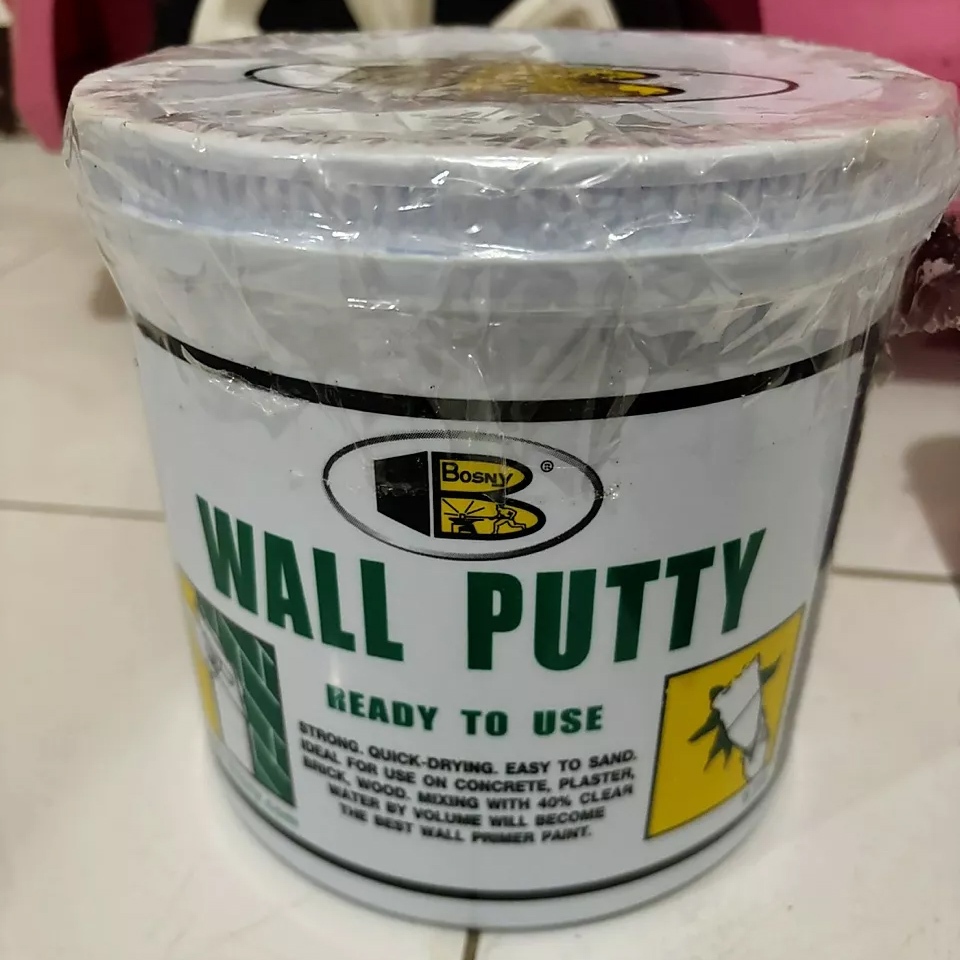 BOSNY
®
WALL PUTTY
READY TO USE
STRONG. QUICK-DRYING. EASY TO SAND.
IDEAL FOR USE ON CONCRETE, PLASTER,
BRICK, WOOD. MIXING WITH 40% CLEAR
WATER BY VOLUME WILL BECOME
THE BEST WALL PRIMER PAINT.